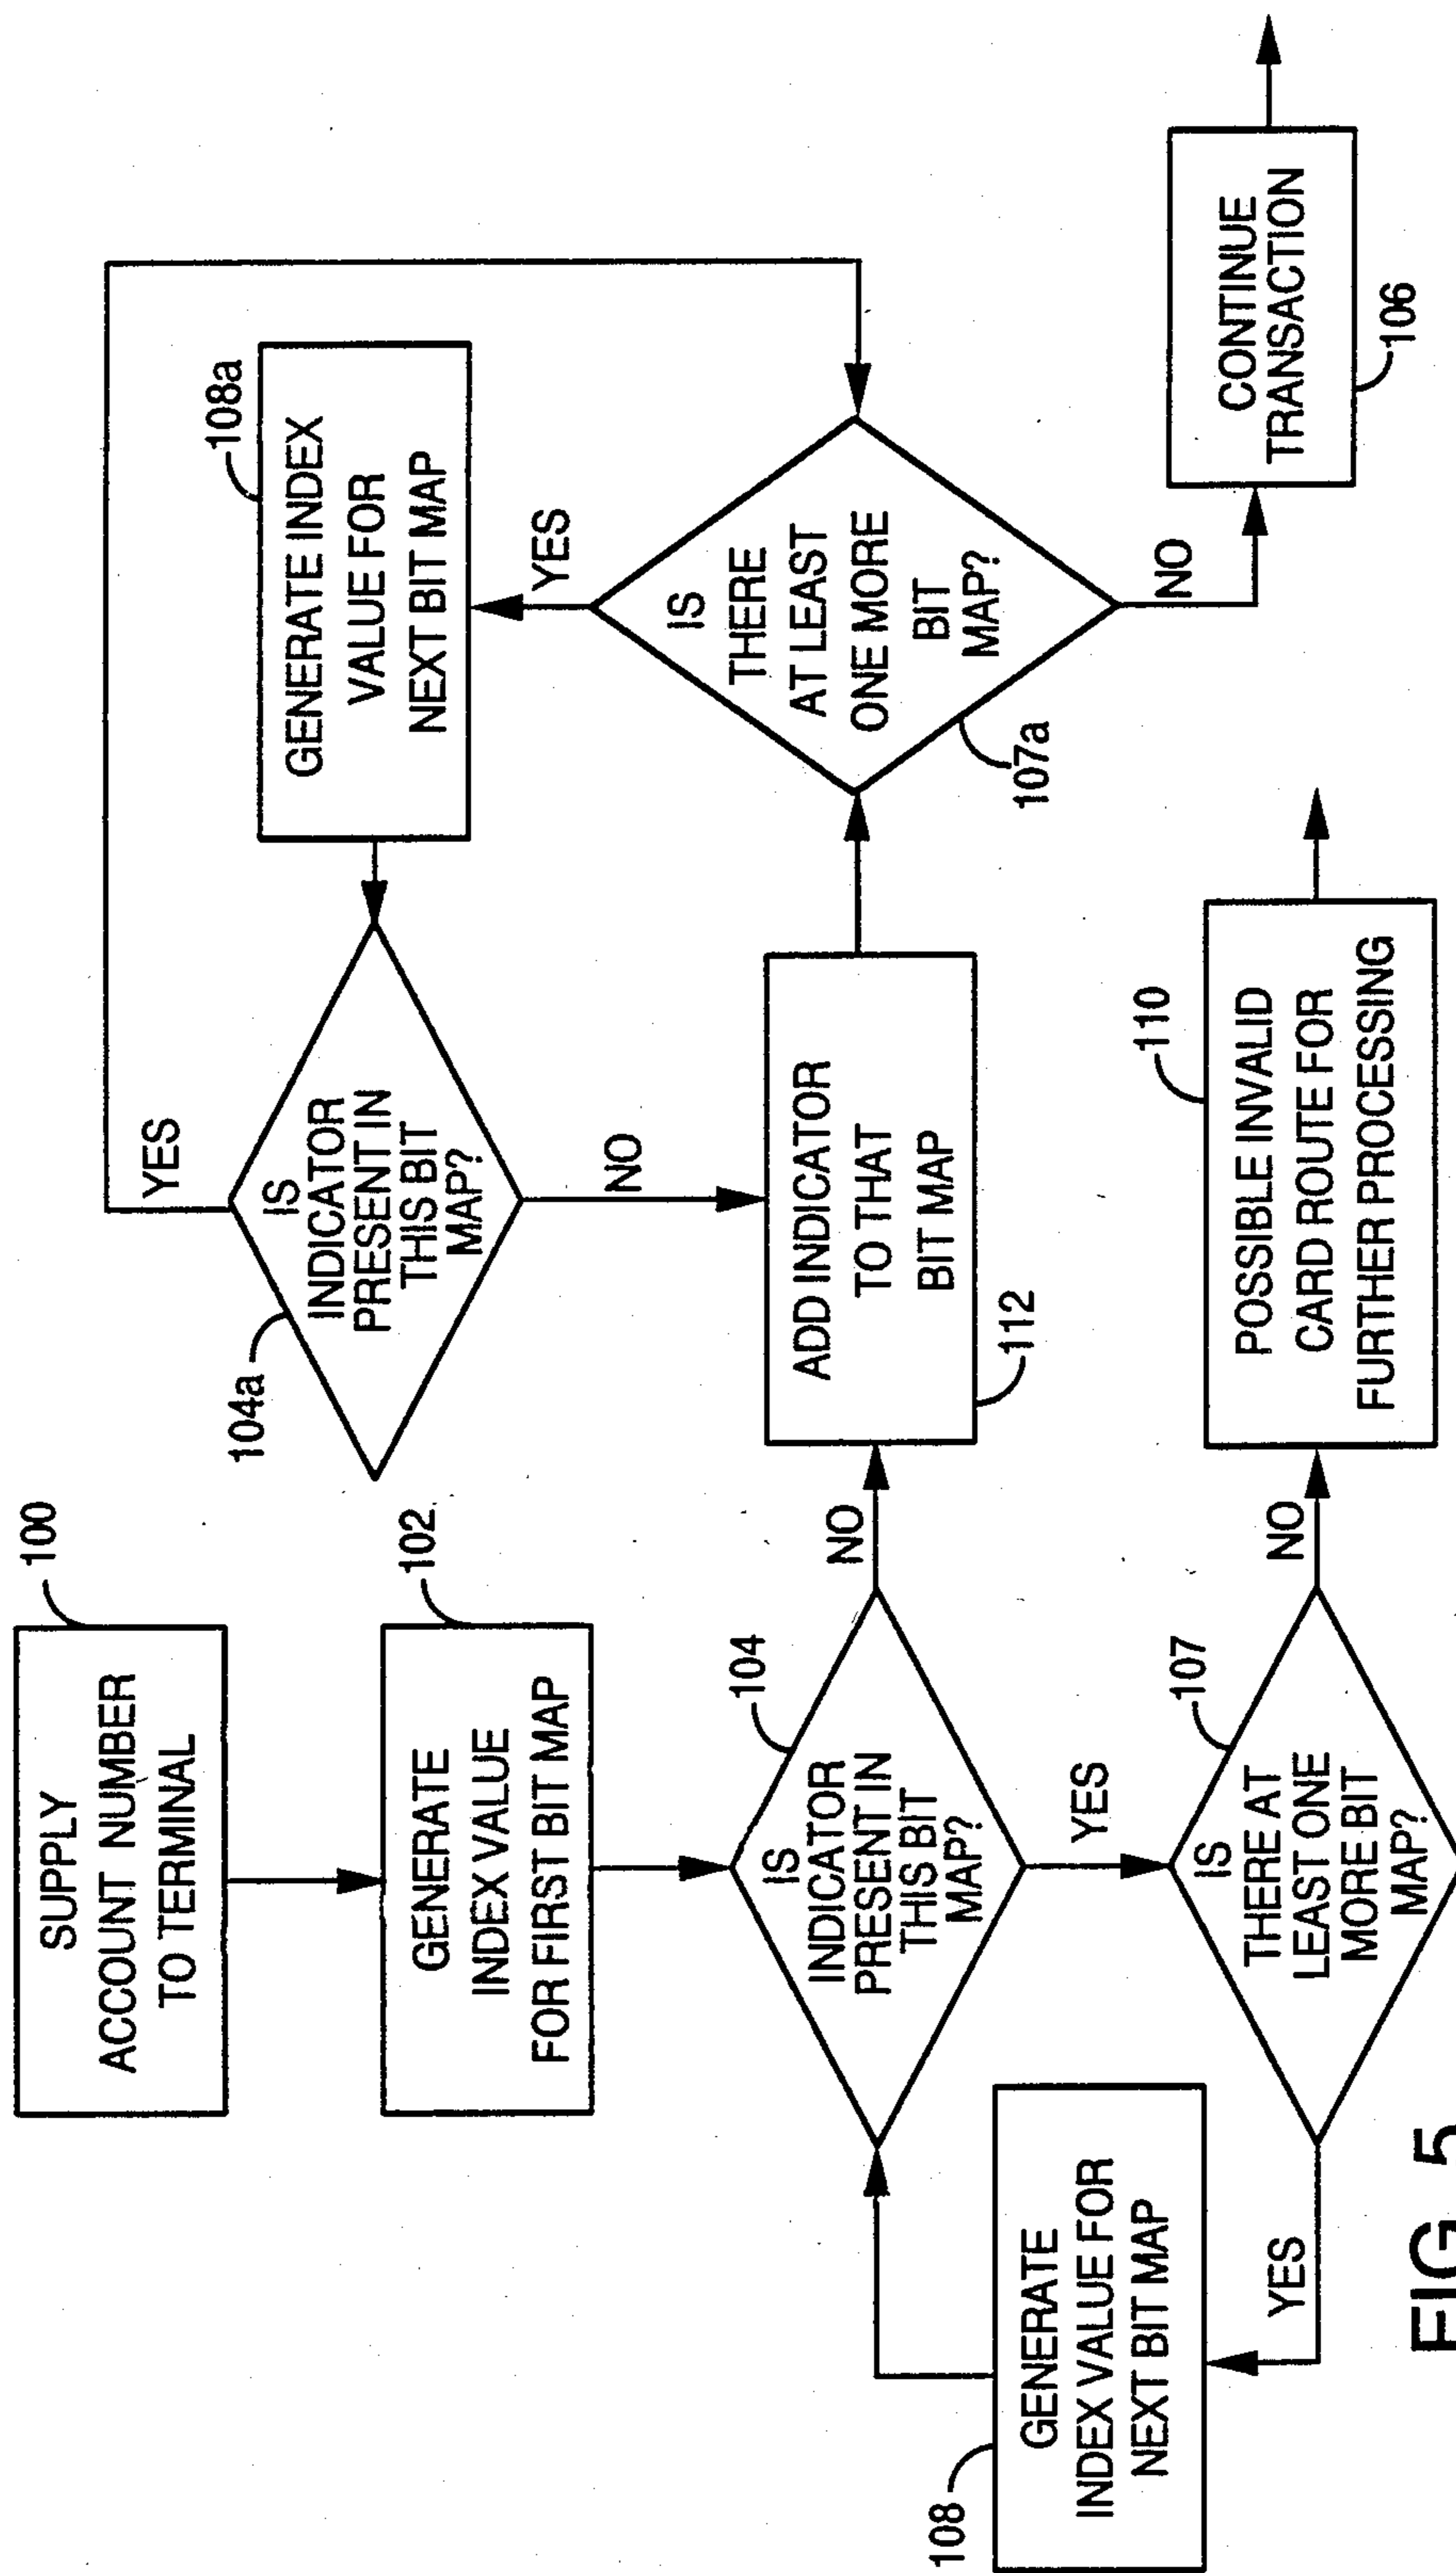 100
SUPPLY
ACCOUNT NUMBER
TO TERMINAL
102
GENERATE
INDEX VALUE
FOR FIRST BIT MAP
104
IS
INDICATOR
PRESENT IN
THIS BIT
MAP?
NO
YES
107
IS
THERE AT
LEAST ONE
MORE BIT
MAP?
NO
YES
108
GENERATE
INDEX VALUE FOR
NEXT BIT MAP
104a
IS
INDICATOR
PRESENT IN
THIS BIT
MAP?
YES
NO
108a
GENERATE INDEX
VALUE FOR
NEXT BIT MAP
ADD INDICATOR
TO THAT
BIT MAP
112
IS
THERE
AT LEAST
ONE MORE
BIT
MAP?
107a
YES
NO
110
POSSIBLE INVALID
CARD ROUTE FOR
FURTHER PROCESSING
CONTINUE
TRANSACTION
106
FIG. 5